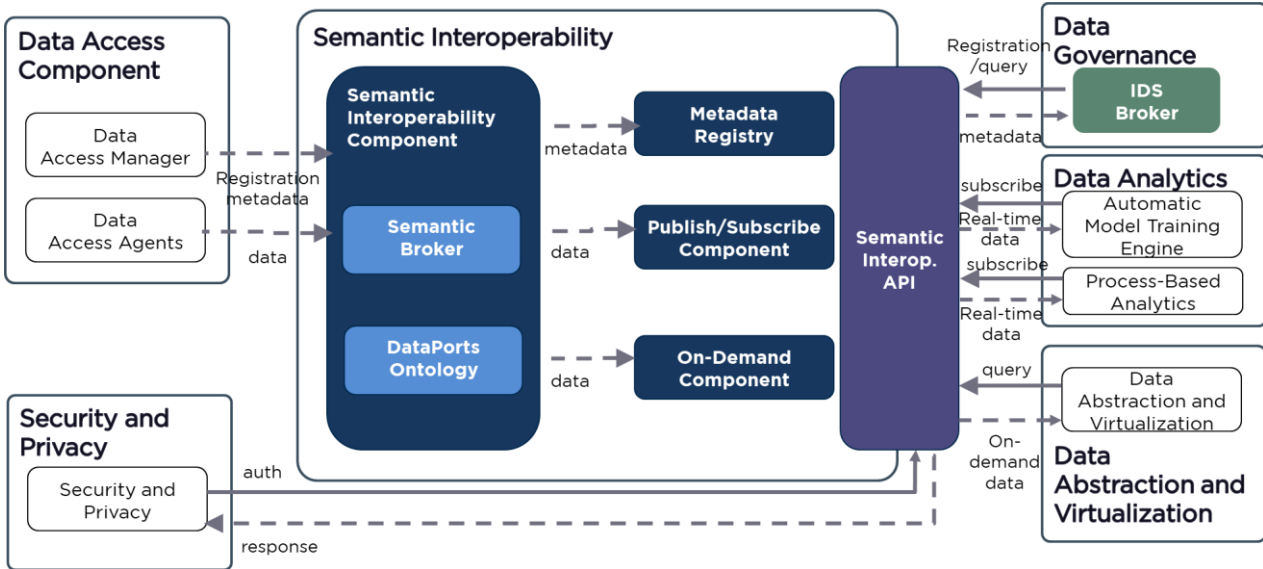 Data Access
Component
Data
Access Manager
Data
Access Agents
Registration
metadata
data
Semantic Interoperability
Semantic
Interoperability
Component
Semantic
Broker
DataPorts
Ontology
metadata
data
data
Metadata
Registry
Publish/Subscribe
Component
On-Demand
Component
Semantic
Interop.
API
Registration
/query
metadata
Data
Governance
IDS
Broker
subscribe
Real-time
data
subscribe
Real-time
data
Data Analytics
Automatic
Model Training
Engine
Process-Based
Analytics
query
On-
demand
data
Data
Abstraction and
Virtualization
Data
Abstraction and
Virtualization
Security and
Privacy
Security and
Privacy
auth
response